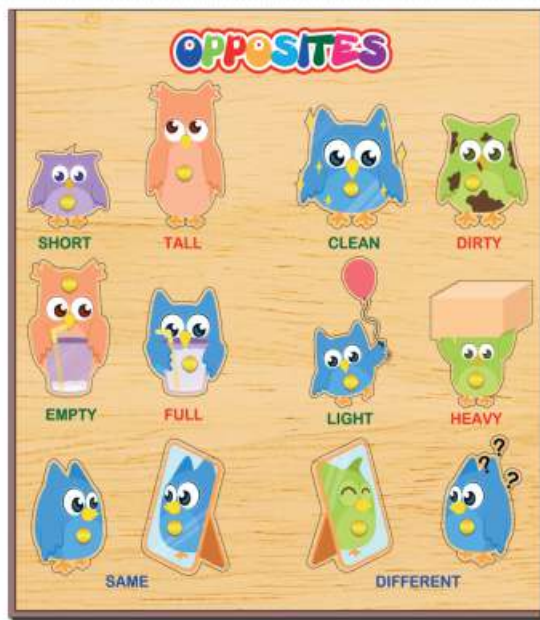 OPPOSITES
SHORT TALL CLEAN DIRTY
EMPTY FULL LIGHT HEAVY
? ? ?
SAME DIFFERENT